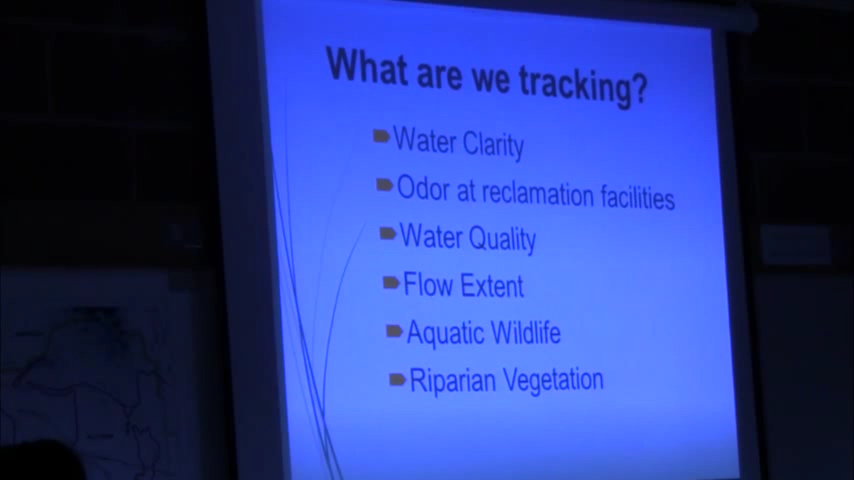 What are we tracking?
Water Clarity
Odor at reclamation facilities
Water Quality
Flow Extent
Aquatic Wildlife
Riparian Vegetation